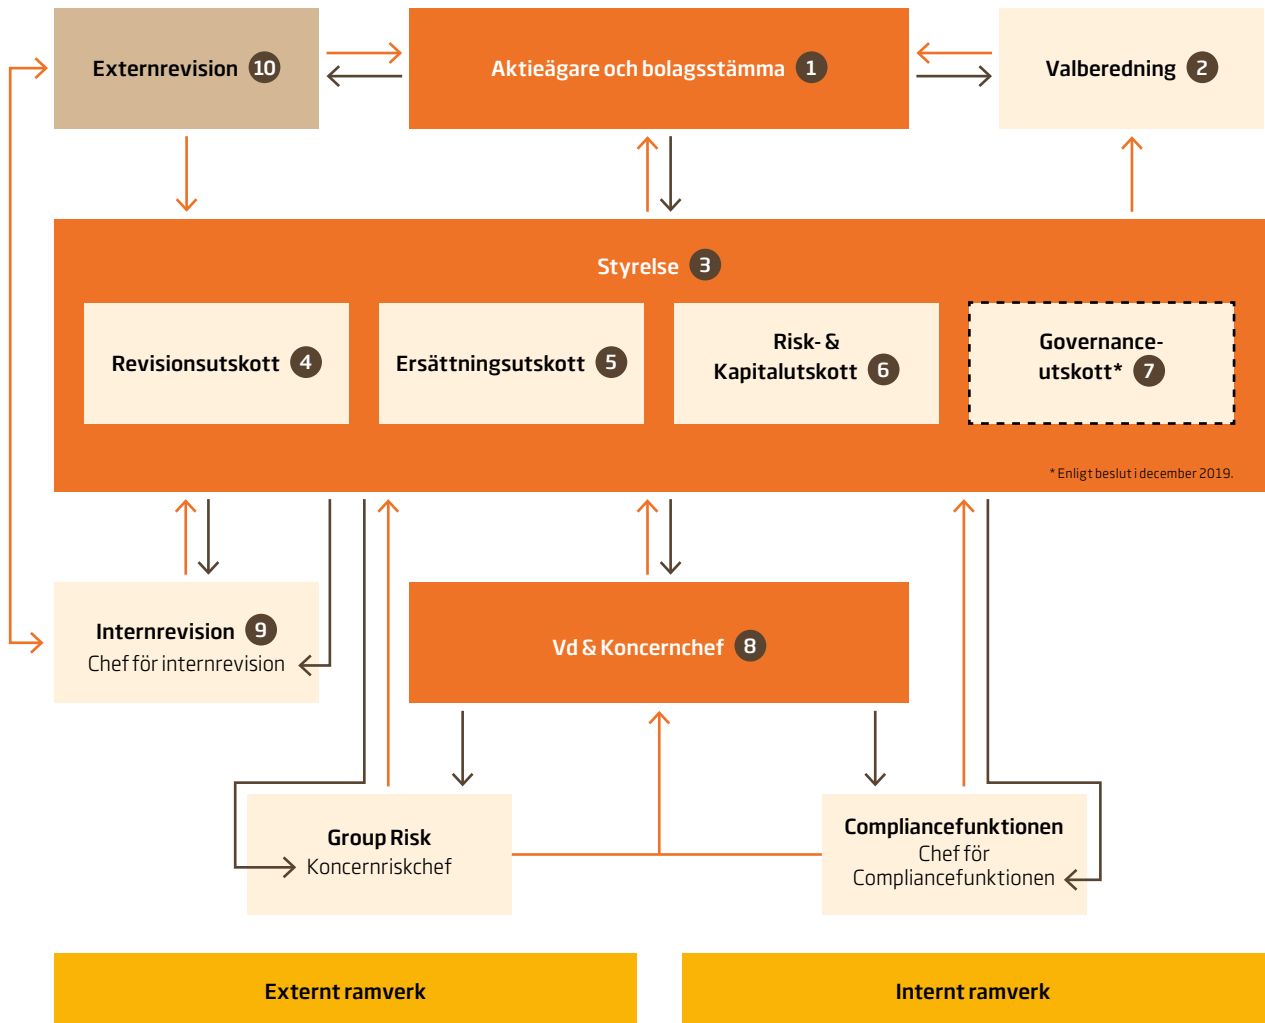 Externrevision 10
Aktieägare och bolagsstämma 1
Valberedning 2
Styrelse 3
Revisionsutskott 4
Ersättningsutskott 5
Risk- &
Kapitalutskott 6
Governance-
utskott* 7
* Enligt beslut i december 2019.
Internrevision 9
Chef för internrevision
Vd & Koncernchef 8
Group Risk
Koncernriskchef
Compliancefunktionen
Chef för
Compliancefunktionen
Externt ramverk
Internt ramverk